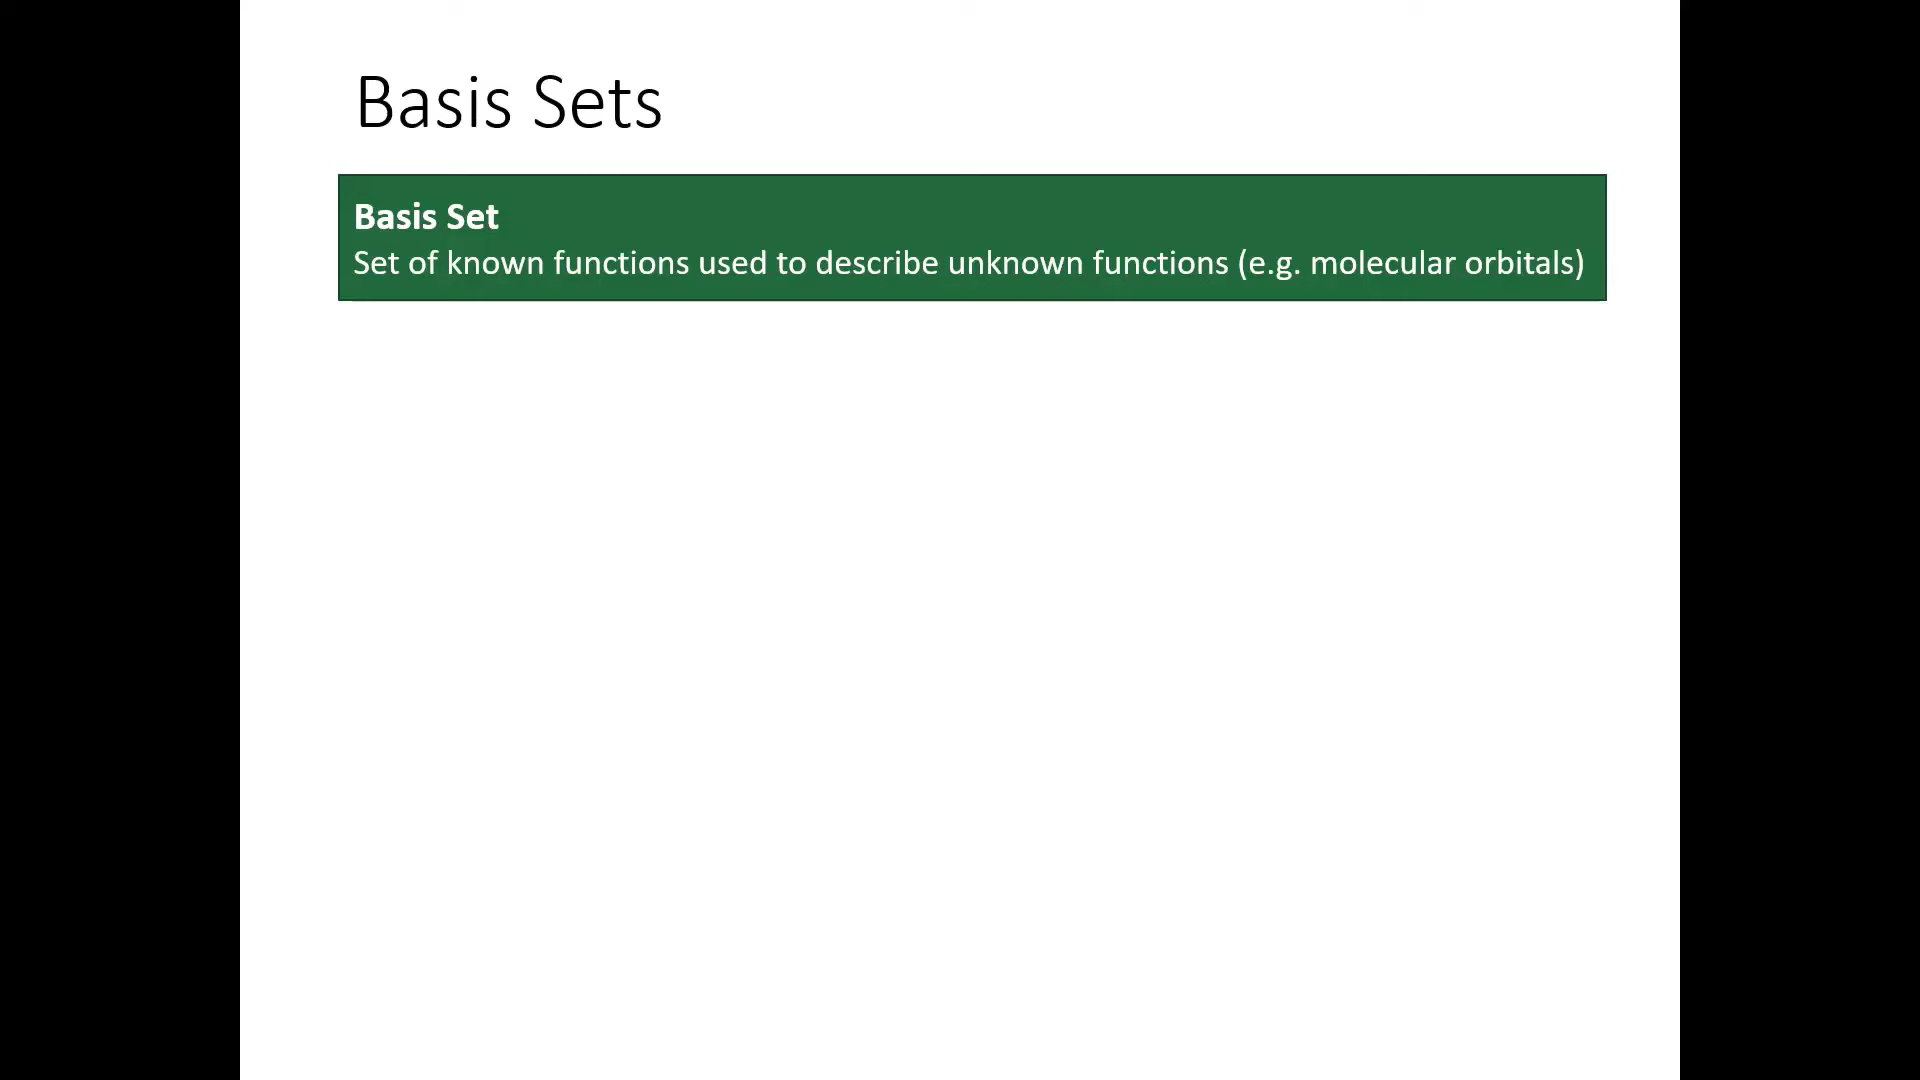 Basis Sets
Basis Set
Set of known functions used to describe unknown functions (e.g. molecular orbitals)